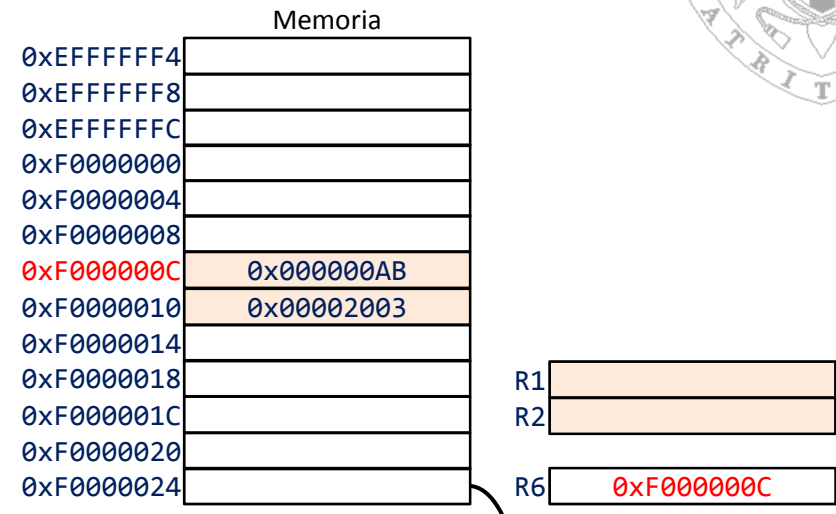 Memoria
0xEFFFFFF4
0xEFFFFFF8
0xEFFFFFFC
0xF0000000
0xF0000004
0xF0000008
0xF000000C 0x000000AB
0xF0000010 0x00002003
0xF0000014
0xF0000018 R1
0xF000001C R2
0xF0000020
0xF0000024 R6 0xF000000C
A T R I T